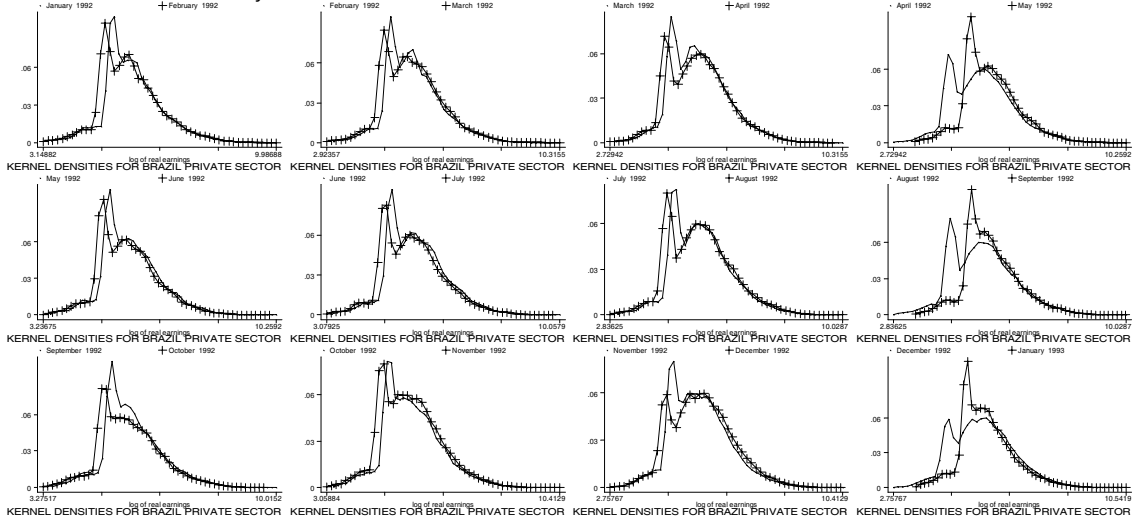 · January 1992 + February 1992
.06
.03
0
3.14882 9.98688
log of real earnings
KERNEL DENSITIES FOR BRAZIL PRIVATE SECTOR
· February 1992 + March 1992
.06
.03
0
2.92357 10.3155
log of real earnings
KERNEL DENSITIES FOR BRAZIL PRIVATE SECTOR
· March 1992 + April 1992
.06
.03
0
2.72942 10.3155
log of real earnings
KERNEL DENSITIES FOR BRAZIL PRIVATE SECTOR
· April 1992 + May 1992
.06
.03
0
2.72942 10.2592
log of real earnings
KERNEL DENSITIES FOR BRAZIL PRIVATE SECTOR
· May 1992 + June 1992
.06
.03
0
3.23675 10.2592
log of real earnings
KERNEL DENSITIES FOR BRAZIL PRIVATE SECTOR
· June 1992 + July 1992
.06
.03
0
3.07925 10.0579
log of real earnings
KERNEL DENSITIES FOR BRAZIL PRIVATE SECTOR
· July 1992 + August 1992
.06
.03
0
2.83625 10.0287
log of real earnings
KERNEL DENSITIES FOR BRAZIL PRIVATE SECTOR
· August 1992 + September 1992
.06
.03
0
2.83625 10.0287
log of real earnings
KERNEL DENSITIES FOR BRAZIL PRIVATE SECTOR
· September 1992 + October 1992
.06
.03
0
3.27517 10.0152
log of real earnings
KERNEL DENSITIES FOR BRAZIL PRIVATE SECTOR
· October 1992 + November 1992
.06
.03
0
3.05884 10.4129
log of real earnings
KERNEL DENSITIES FOR BRAZIL PRIVATE SECTOR
· November 1992 + December 1992
.06
.03
0
2.75767 10.4129
log of real earnings
KERNEL DENSITIES FOR BRAZIL PRIVATE SECTOR
· December 1992 + January 1993
.06
.03
0
2.75767 10.5419
log of real earnings
KERNEL DENSITIES FOR BRAZIL PRIVATE SECTOR